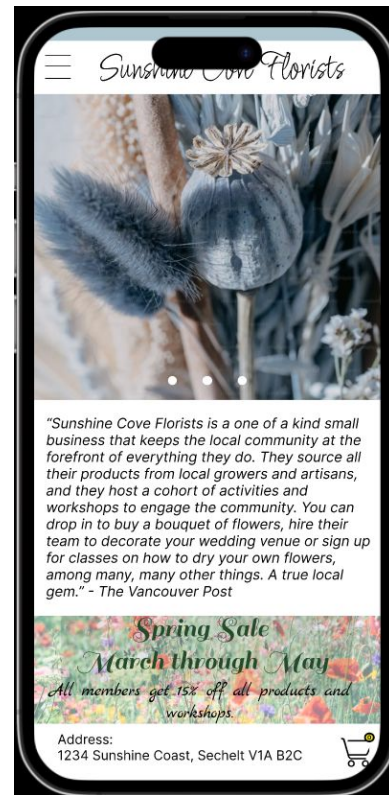 Sunshine Cove Florists
“Sunshine Cove Florists is a one of a kind small
business that keeps the local community at the
forefront of everything they do. They source all
their products from local growers and artisans,
and they host a cohort of activities and
workshops to engage the community. You can
drop in to buy a bouquet of flowers, hire their
team to decorate your wedding venue or sign up
for classes on how to dry your own flowers,
among many, many other things. A true local
gem.” - The Vancouver Post
Spring Sale
March through May
All members get 15% off all products and
workshops.
Address:
1234 Sunshine Coast, Sechelt V1A B2C
0